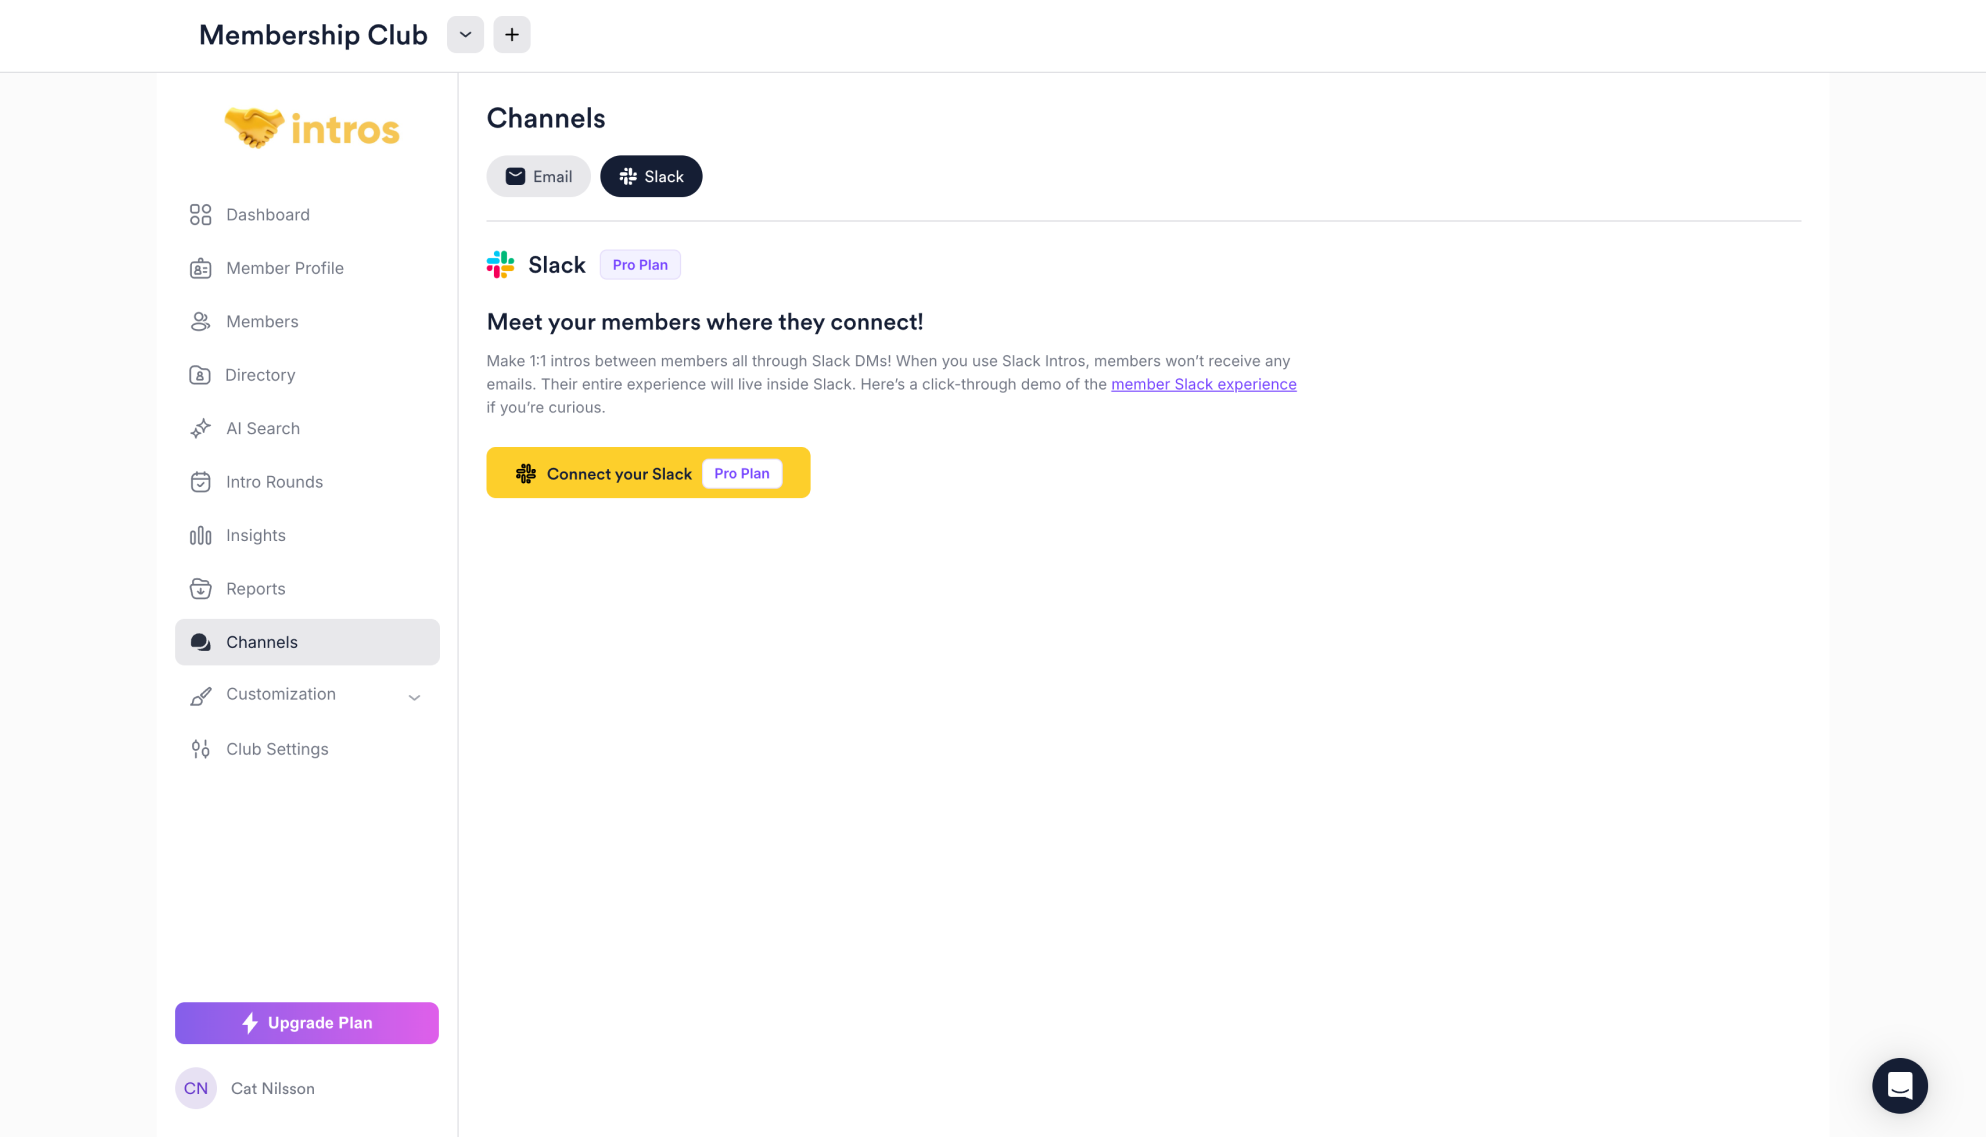 Membership Club
intros
Dashboard
Member Profile
Members
Directory
AI Search
Intro Rounds
Insights
Reports
Channels
Customization
Club Settings
Upgrade Plan
CN Cat Nilsson
Channels
Email Slack
Slack Pro Plan
Meet your members where they connect!
Make 1:1 intros between members all through Slack DMs! When you use Slack Intros, members won’t receive any
emails. Their entire experience will live inside Slack. Here’s a click-through demo of the member Slack experience
if you’re curious.
Connect your Slack Pro Plan